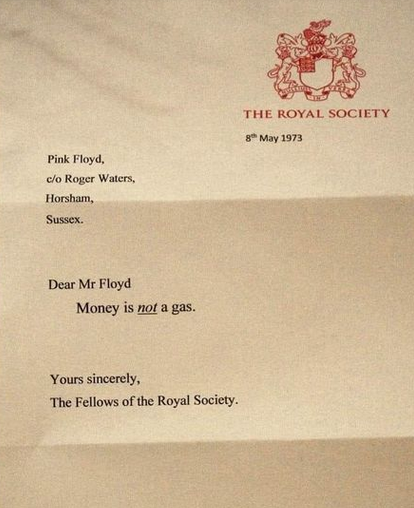 THE ROYAL SOCIETY
8th May 1973
Pink Floyd,
c/o Roger Waters,
Horsham,
Sussex.
Dear Mr Floyd
Money is not a gas.
Yours sincerely,
The Fellows of the Royal Society.